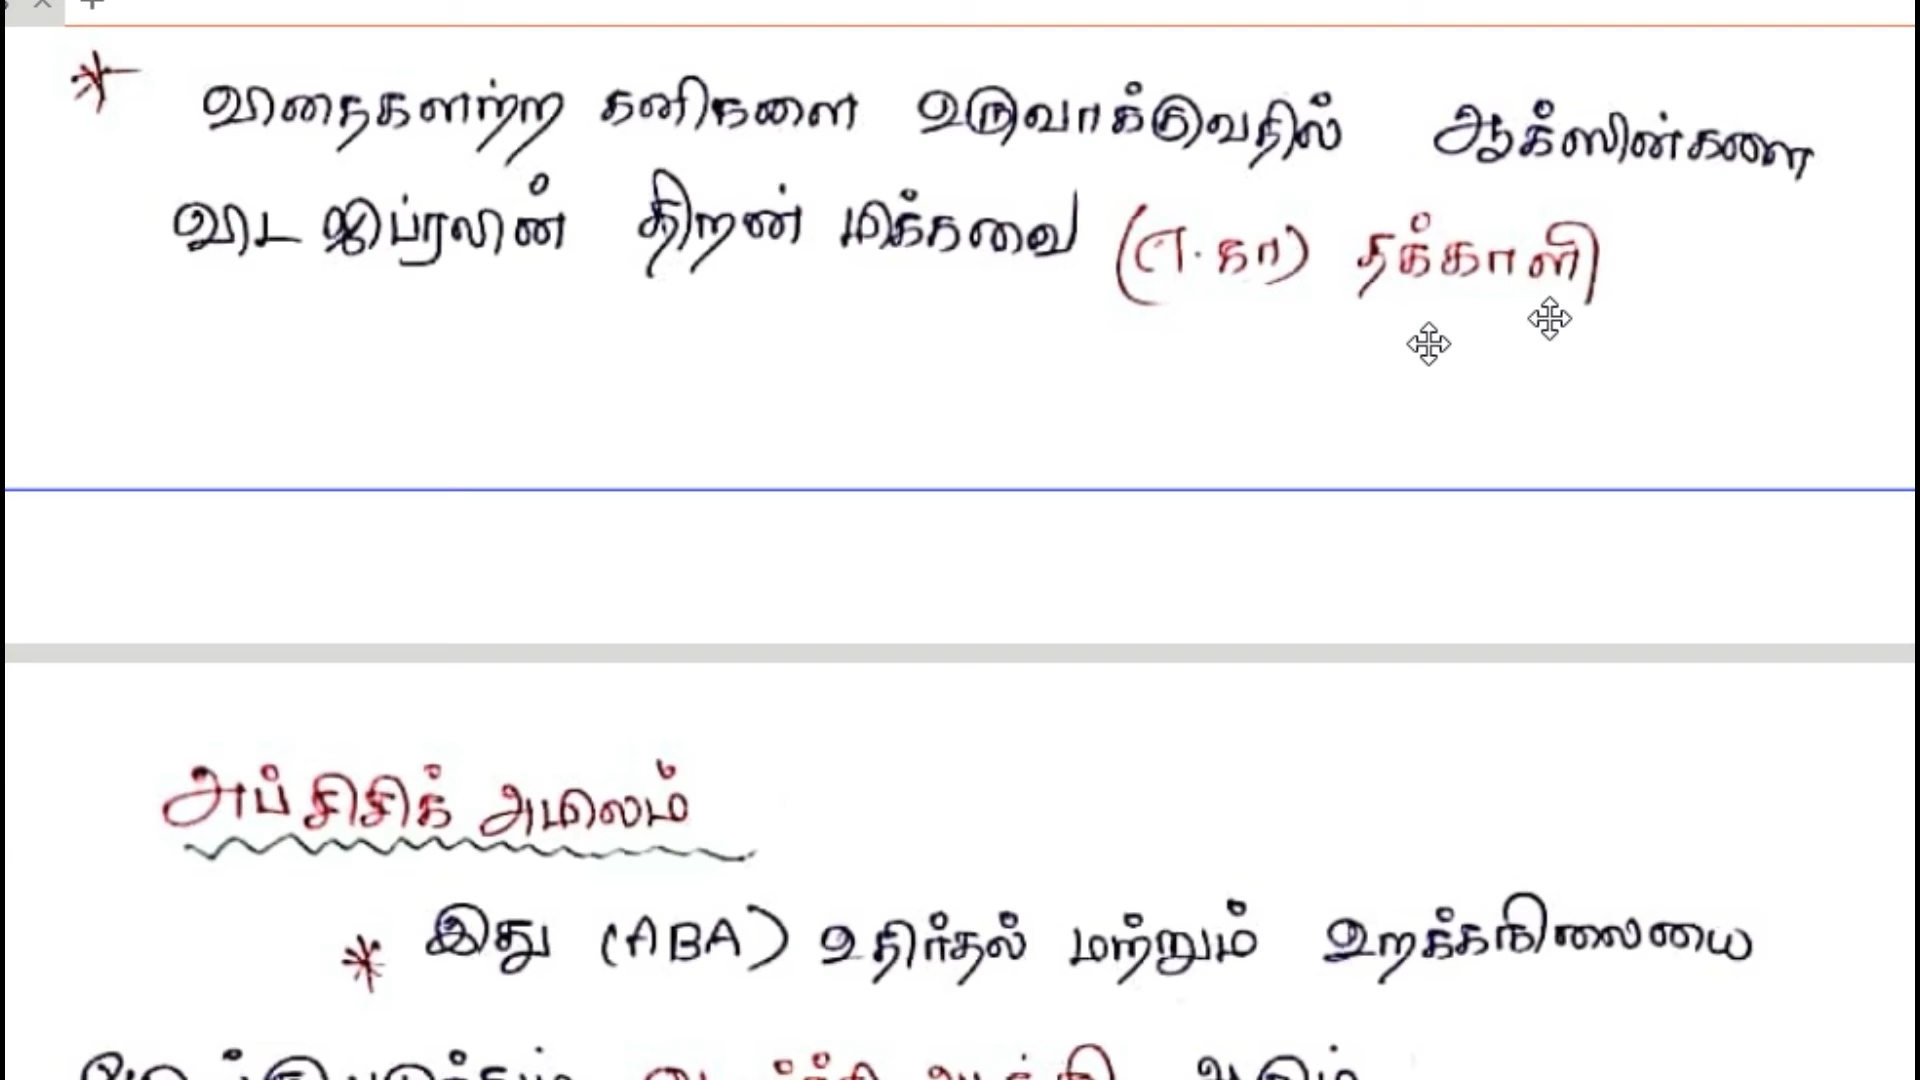 * விதைகளற்ற கனிகளை உருவாக்குவதில் ஆக்ஸின்களை
விட ஜிப்ரலின் திறன் மிக்கவை (எ.கா) தக்காளி
அப்சிசிக் அமிலம்
* இது (ABA) உதிர்தல் மற்றும் உறக்கநிலையை